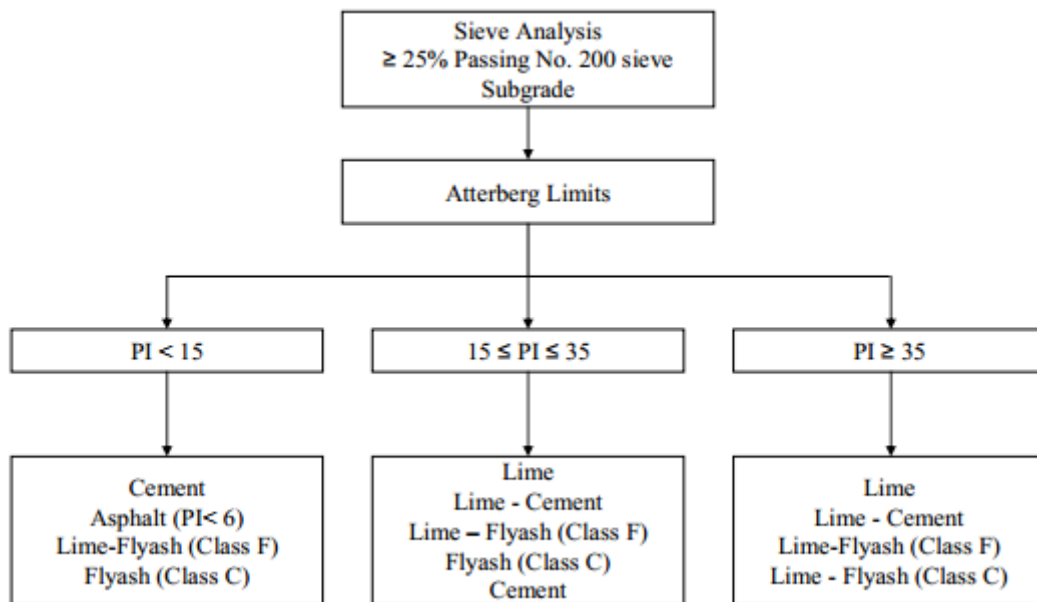 Sieve Analysis
≥ 25% Passing No. 200 sieve
Subgrade
Atterberg Limits
PI < 15
15 ≤ PI ≤ 35
PI ≥ 35
Cement
Asphalt (PI< 6)
Lime-Flyash (Class F)
Flyash (Class C)
Lime
Lime - Cement
Lime – Flyash (Class F)
Flyash (Class C)
Cement
Lime
Lime - Cement
Lime-Flyash (Class F)
Lime - Flyash (Class C)